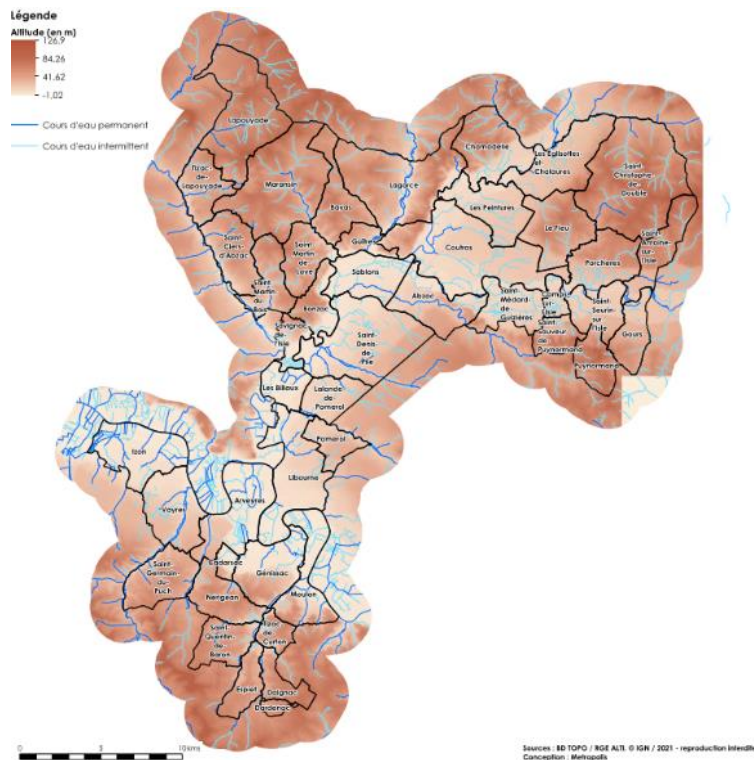 Légende
Altitude (en m)
126,9
84,26
41,62
-1,02
Cours d'eau permanent
Cours d'eau intermittent
Lapouyade
Chamadelle
Les Eglisottes-
et-
Chalaures
Saint-
Christophe-
de-Double
Tizac-
de-
Lapouyade
Maransin
Lagorce
Bayas
Les Peintures
Le Fieu
Saint-
Ciers-
d'Abzac
Saint-
Martin
de
Laye
Guîtres
Coutras
Saint-
Antoine-
sur-
l'Isle
Porchères
Sablons
Abzac
Saint
Martin
du
Bois
Bonzac
Saint-
Médard-
de-
Guizières
Camps-
sur-
l'Isle
Saint-
Seurin-
sur-
l'Isle
Savignac-
de-l'Isle
Saint-
Denis-
de-
Pile
Saint-
Sauveur
de
Puynormand
Gours
Puynormand
Les Billaux
Lalande-
de-
Pomerol
Pomerol
Izon
Libourne
Arveyres
Vayres
Cadarsac
Génissac
Saint-
Germain-
du-
Puch
Nérigean
Moulon
Saint-
Quentin-
de-
Baron
Tizac-
de-
Curton
Espiet
Daignac
Dardenac
0 5 10 kms
Sources : BD TOPO / RGE ALTI, © IGN / 2021 - reproduction interdite
Conception : Metropolis